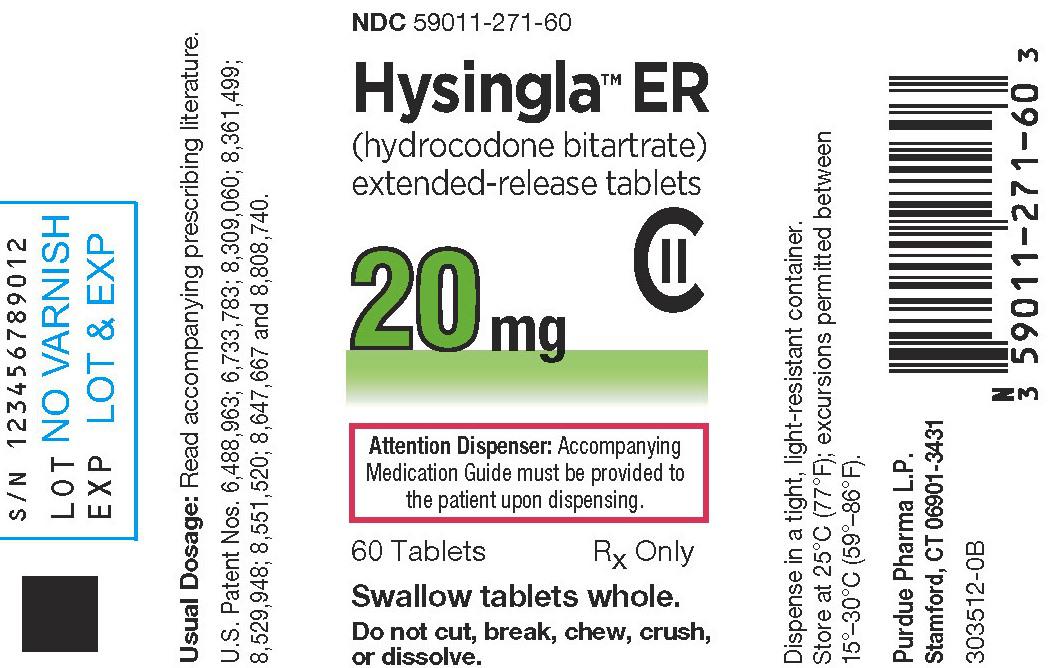 S/N 123456789012
LOT NO VARNISH
EXP LOT & EXP
Usual Dosage: Read accompanying prescribing literature.
U.S. Patent Nos. 6,488,963; 6,733,783; 8,309,060; 8,361,499;
8,529,948; 8,551,520; 8,647,667 and 8,808,740.
NDC 59011-271-60
Hysingla™ ER
(hydrocodone bitartrate)
extended-release tablets
CII
20 mg
Attention Dispenser: Accompanying
Medication Guide must be provided to
the patient upon dispensing.
60 Tablets Rx Only
Swallow tablets whole.
Do not cut, break, chew, crush,
or dissolve.
Dispense in a tight, light-resistant container.
Store at 25°C (77°F); excursions permitted between
15°–30°C (59°–86°F).
Purdue Pharma L.P.
Stamford, CT 06901-3431
303512-0B
N
3 59011-271-60 3